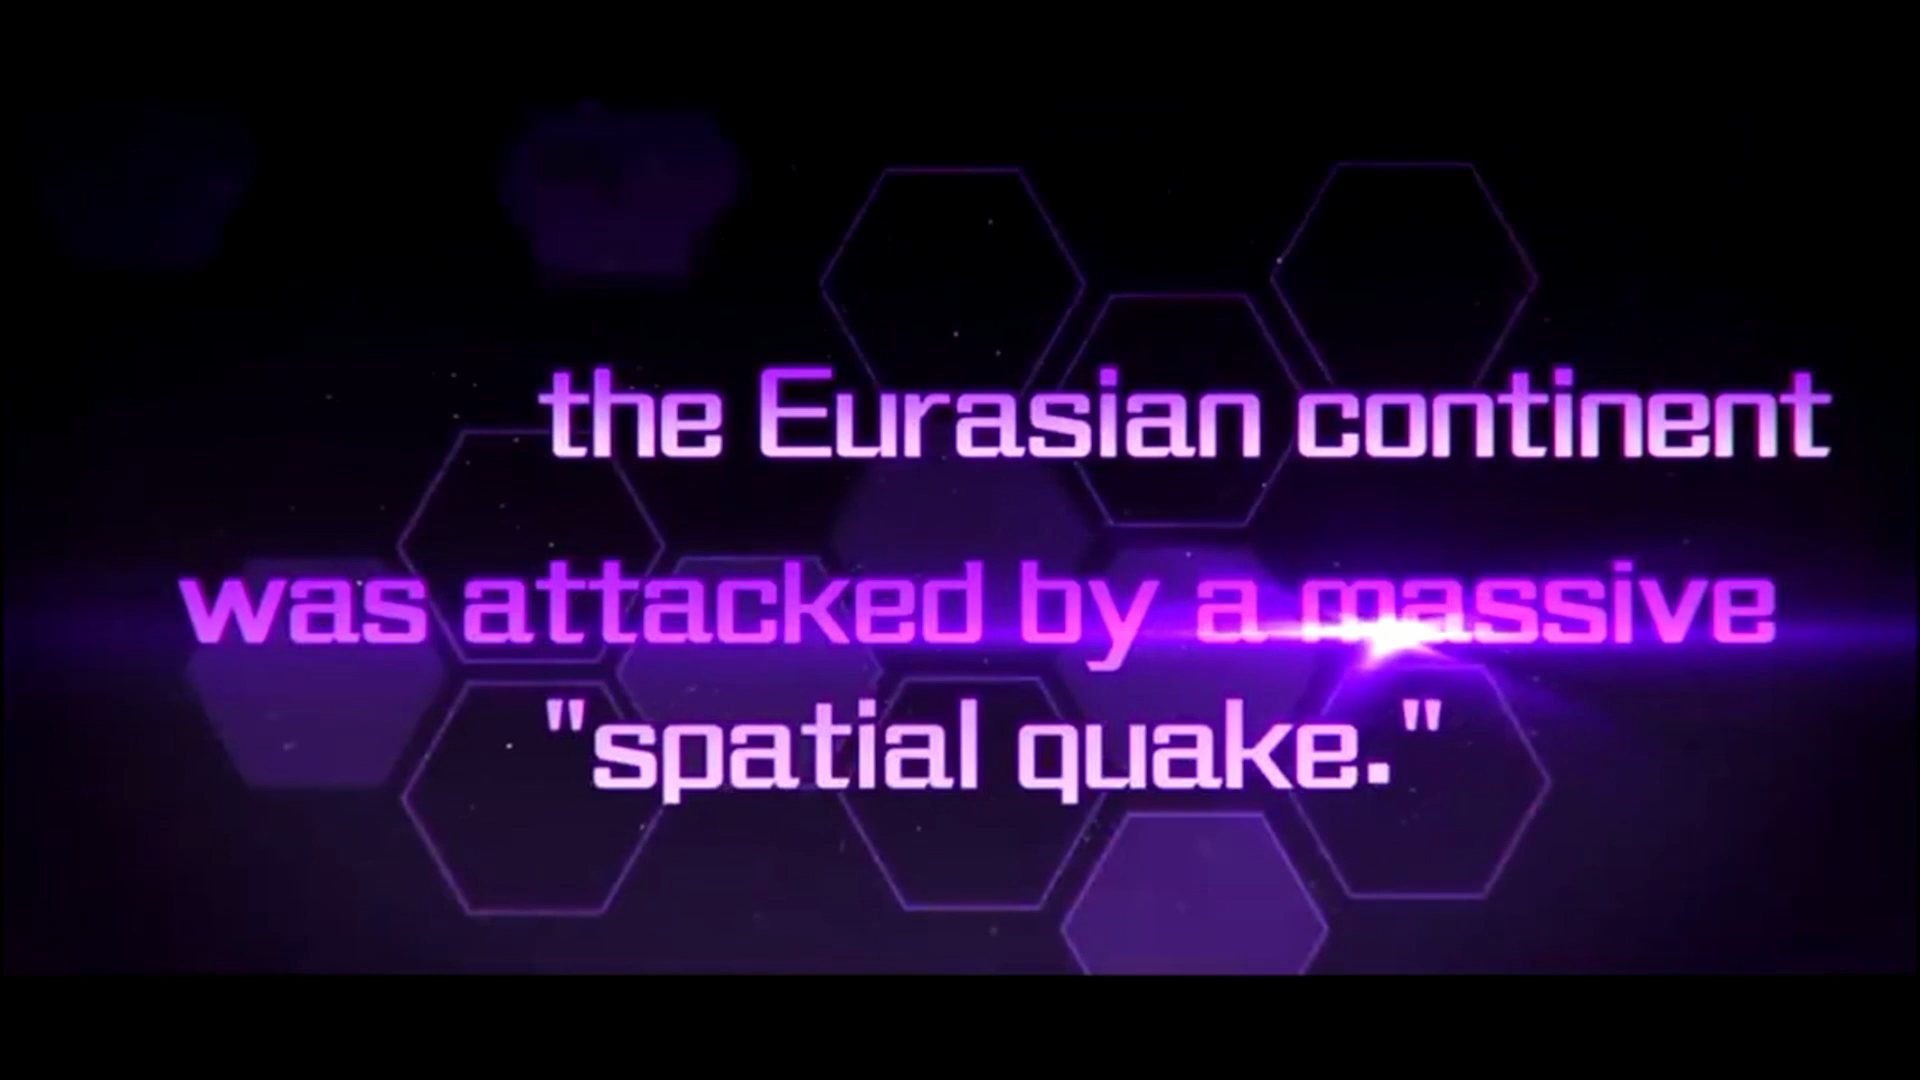 the Eurasian continent
was attacked by a massive
"spatial quake."